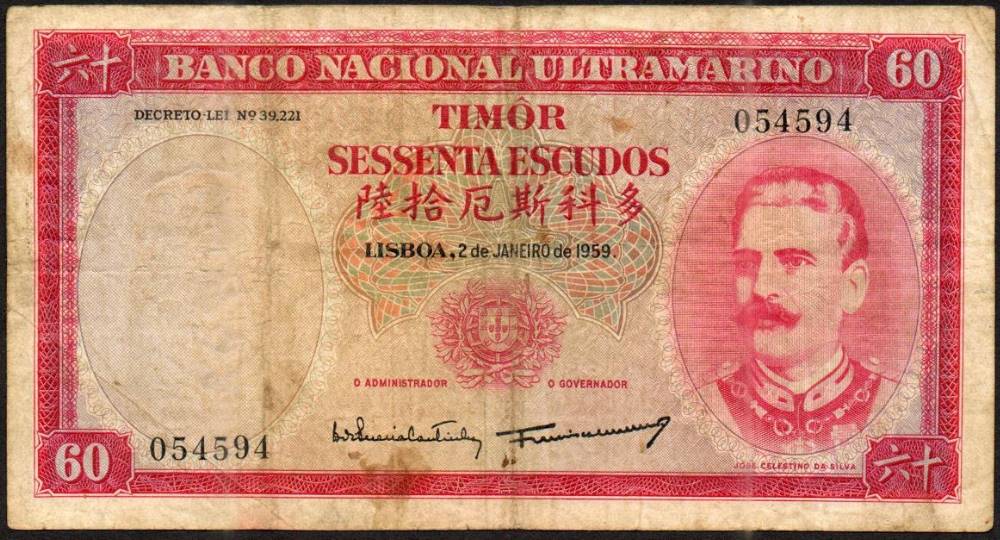 六十 BANCO NACIONAL ULTRAMARINO 60
DECRETO-LEI Nº 39,221
TIMÔR
054594
SESSENTA ESCUDOS
陸拾厄斯科多
LISBOA, 2 de JANEIRO de 1959.
O ADMINISTRADOR O GOVERNADOR
054594
60
JOSÉ CELESTINO DA SILVA
六十